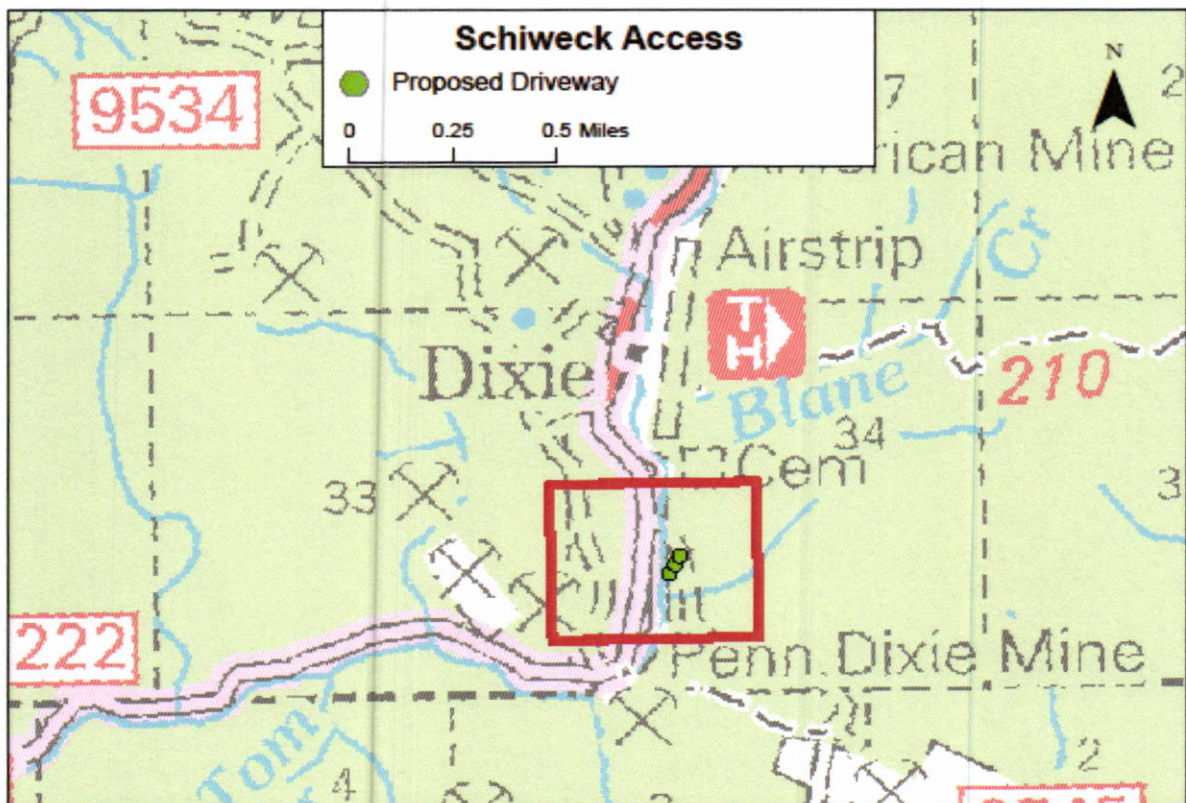 Schiweck Access
Proposed Driveway
0 0.25 0.5 Miles
N
9534
7
2
rican Mine
Airstrip
Cr
T
H
Dixie
210
Blane
34
Cem
33
3
222
Penn Dixie Mine
Tom
4
2